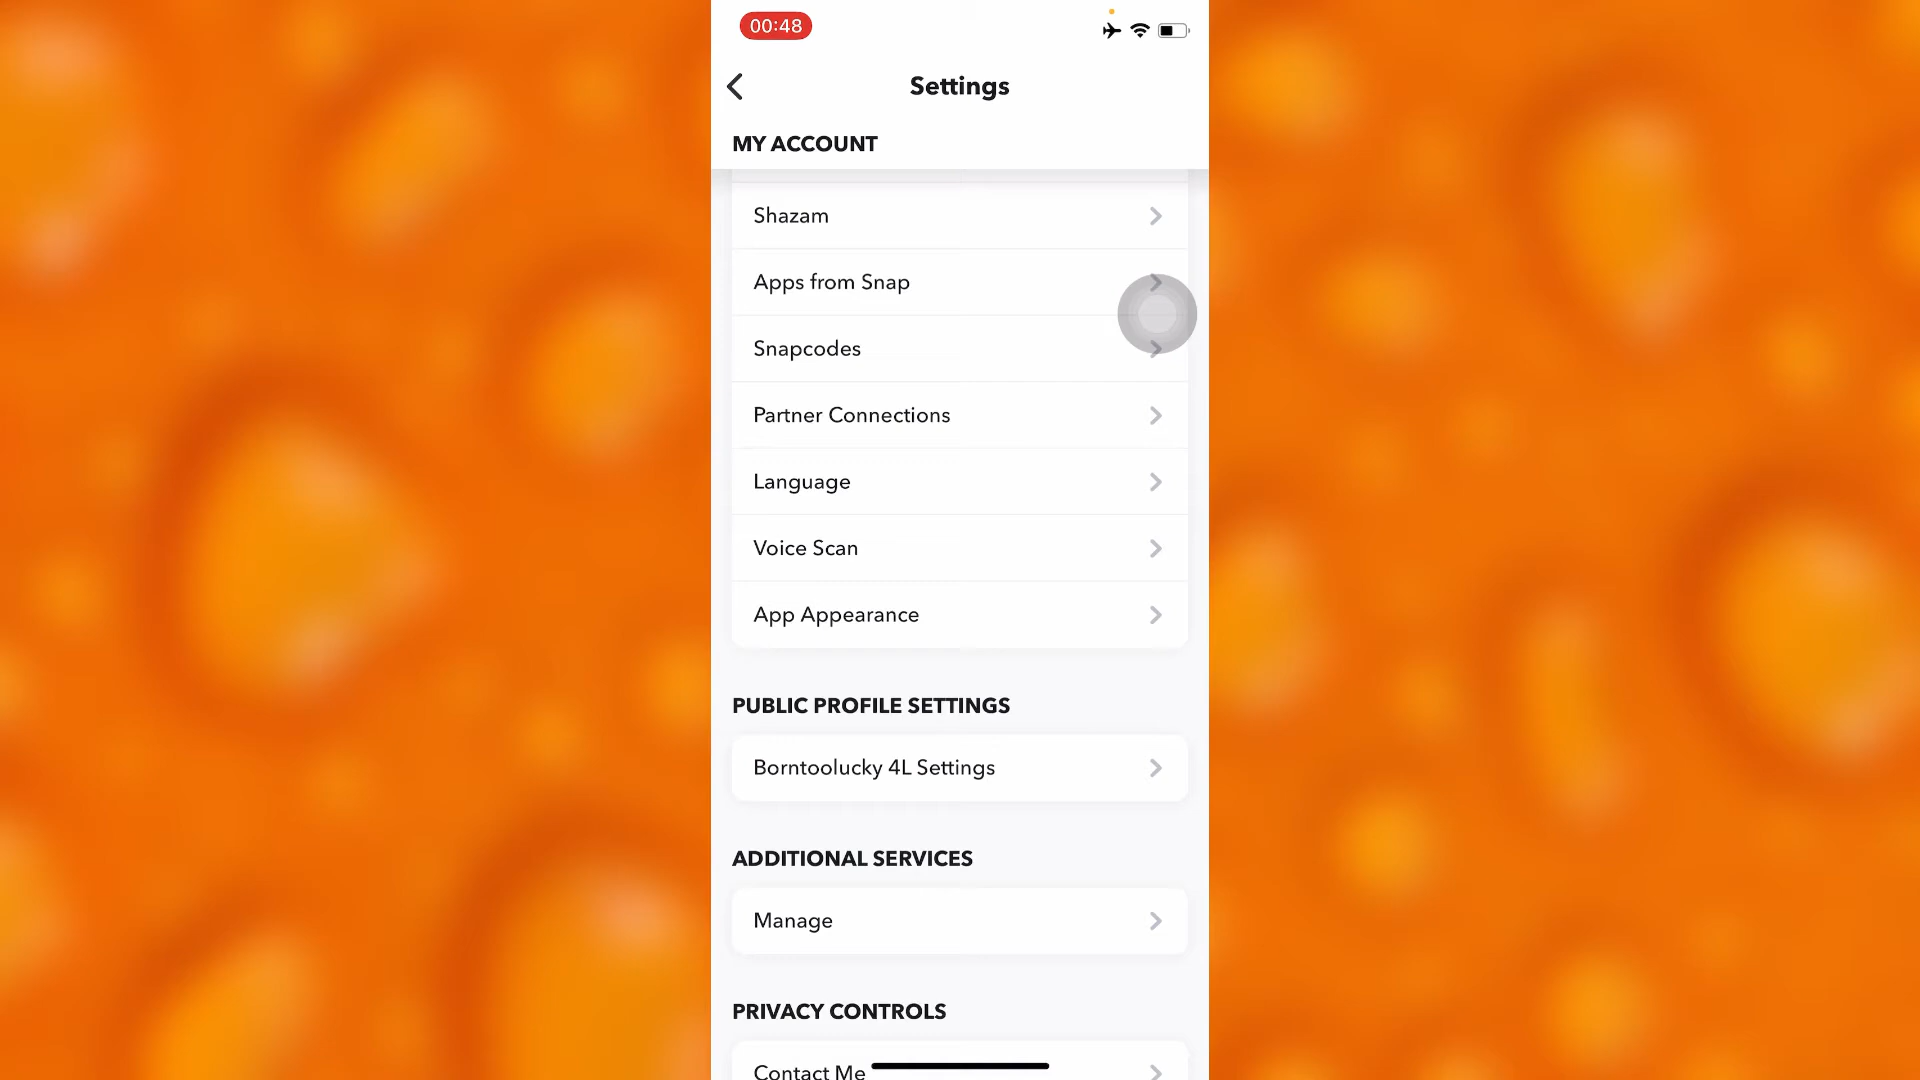 00:48
Settings
MY ACCOUNT
Shazam
Apps from Snap
Snapcodes
Partner Connections
Language
Voice Scan
App Appearance
PUBLIC PROFILE SETTINGS
Borntoolucky 4L Settings
ADDITIONAL SERVICES
Manage
PRIVACY CONTROLS
Contact Me